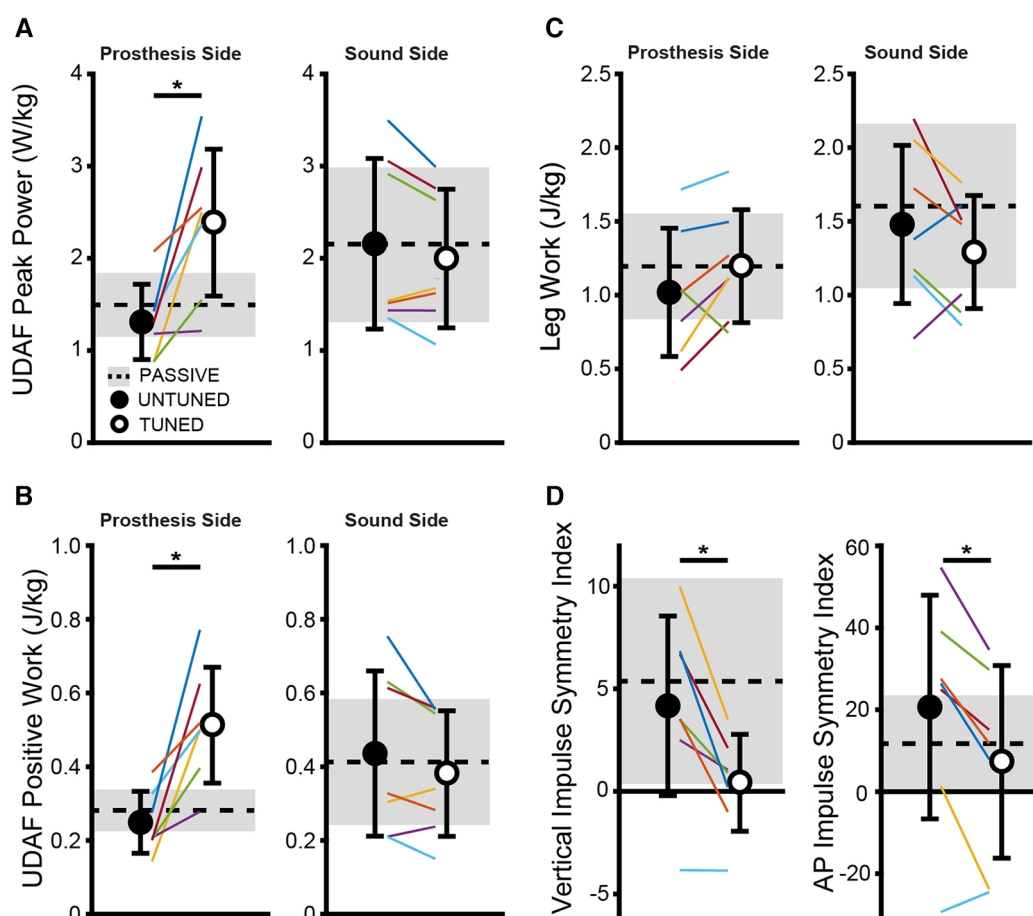 A
Prosthesis Side
Sound Side
UDAF Peak Power (W/kg)
4
3
2
1
0
*
PASSIVE
UNTUNED
TUNED
4
3
2
1
0
C
Prosthesis Side
Sound Side
Leg Work (J/kg)
2.5
2.0
1.5
1.0
0.5
0
2.5
2.0
1.5
1.0
0.5
0
B
Prosthesis Side
Sound Side
UDAF Positive Work (J/kg)
1.0
0.8
0.6
0.4
0.2
0
*
1.0
0.8
0.6
0.4
0.2
0
D
Vertical Impulse Symmetry Index
10
5
0
-5
*
AP Impulse Symmetry Index
60
40
20
0
-20
*